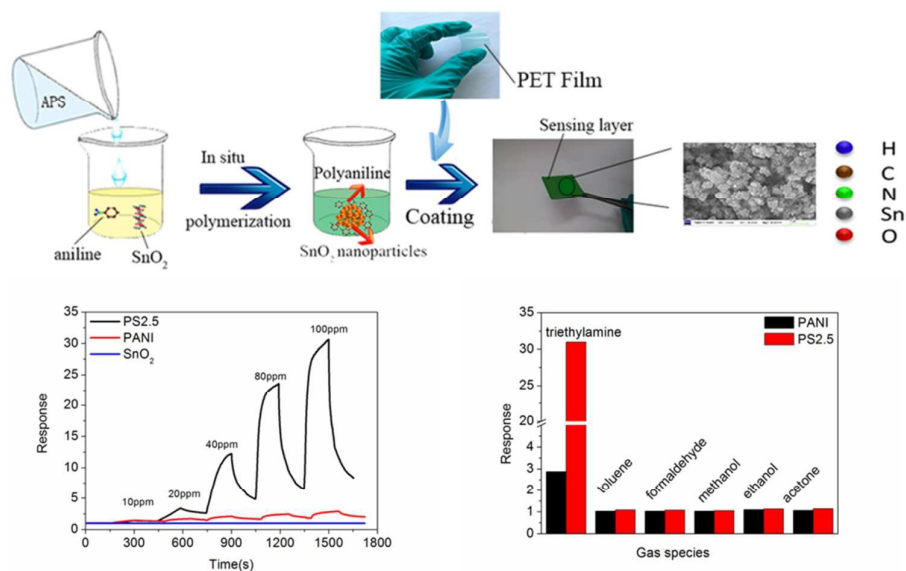 APS
PET Film
Sensing layer
In situ
polymerization
Polyaniline
Coating
aniline
SnO2
SnO2 nanoparticles
H
C
N
Sn
O
35
30
25
20
15
10
5
0
Response
PS2.5
PANI
SnO2
10ppm
20ppm
40ppm
80ppm
100ppm
0 300 600 900 1200 1500 1800
Time(s)
35
30
25
20
5
4
3
2
1
0
Response
triethylamine
PANI
PS2.5
toluene
formaldehyde
methanol
ethanol
acetone
Gas species